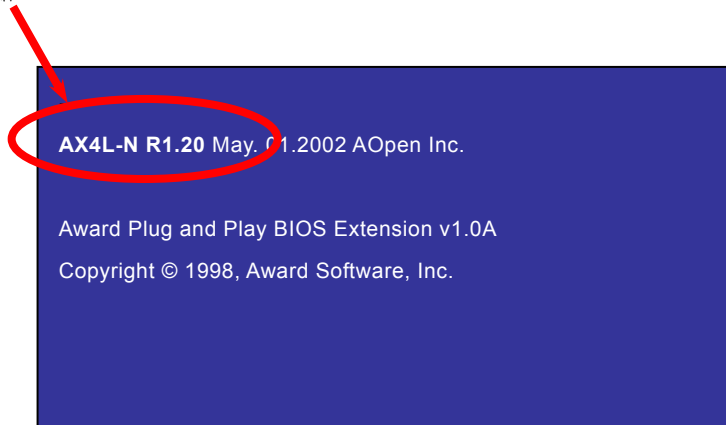 AX4L-N R1.20 May. 01.2002 AOpen Inc.
Award Plug and Play BIOS Extension v1.0A
Copyright © 1998, Award Software, Inc.